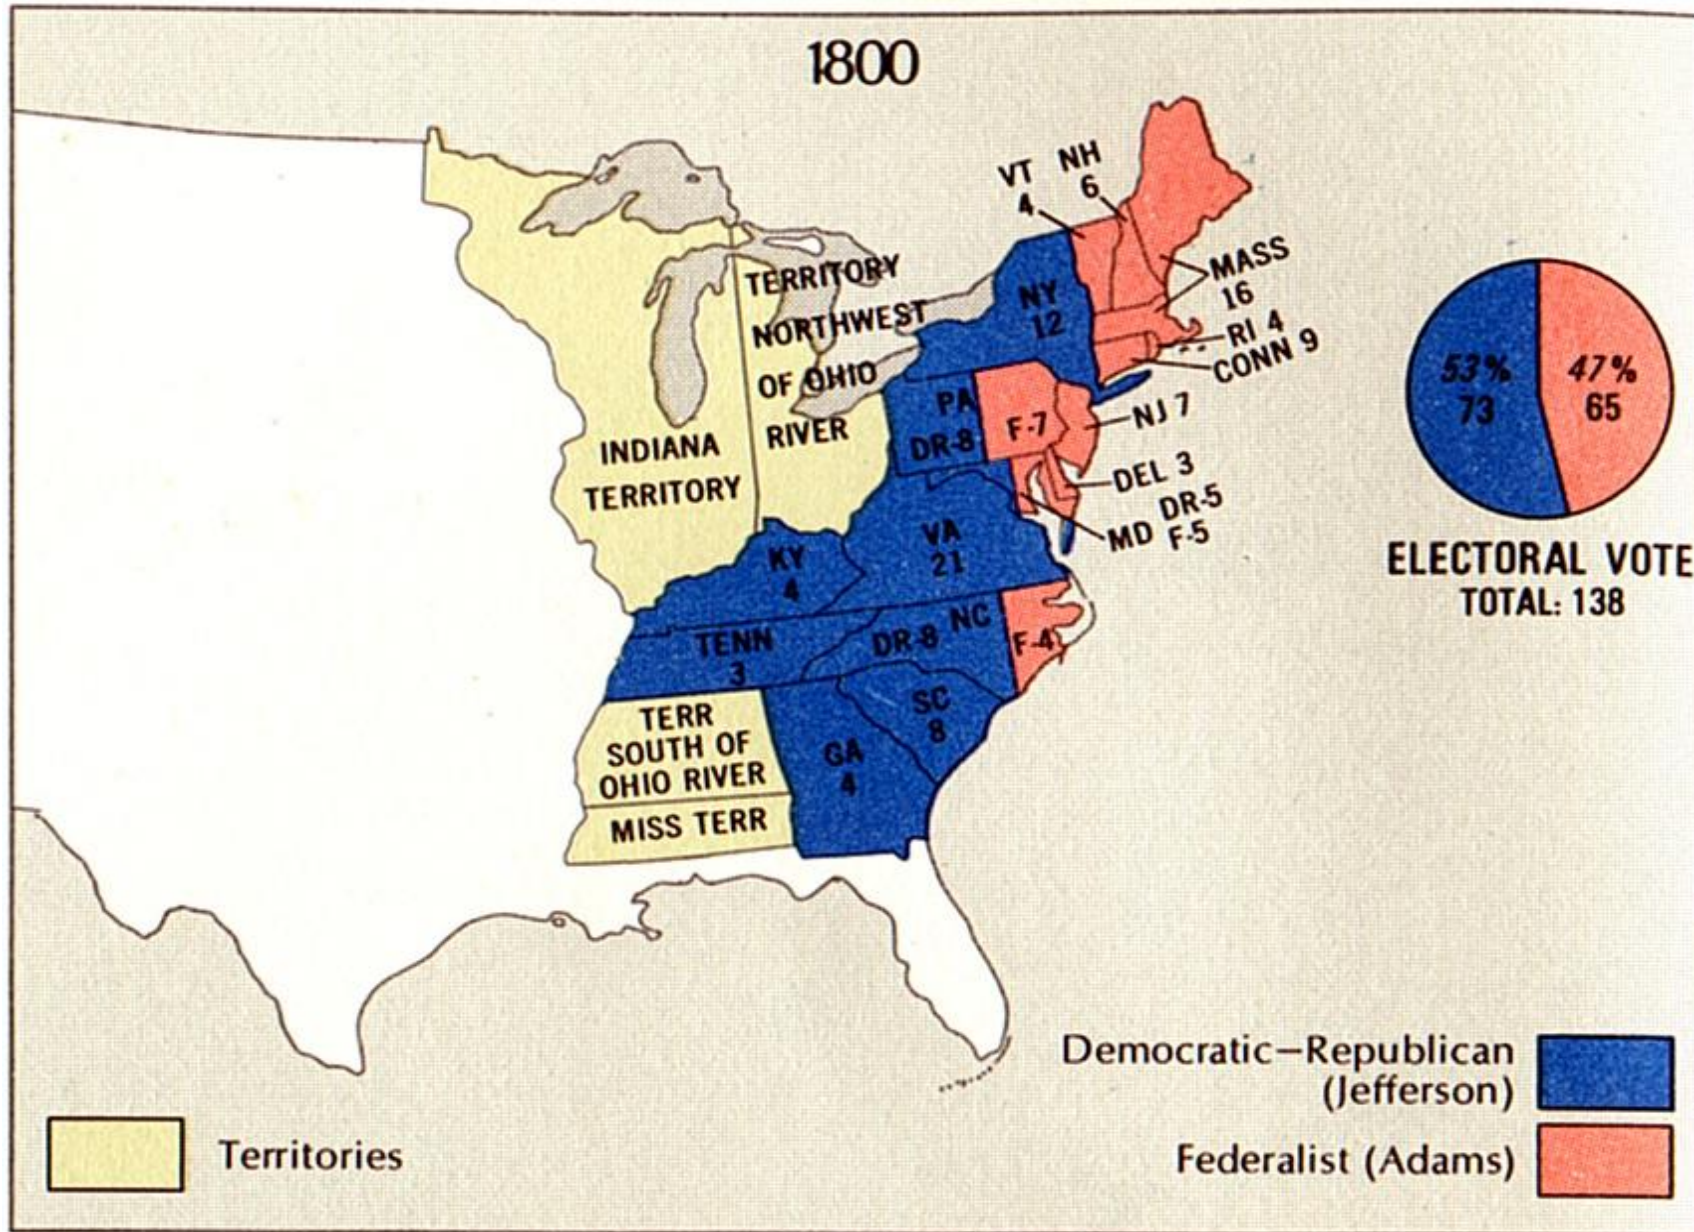 1800
VT
4
NH
6
MASS
16
RI 4
CONN 9
NY
12
TERRITORY
NORTHWEST
OF OHIO
RIVER
INDIANA
TERRITORY
PA
DR-8
F-7
NJ 7
DEL 3
MD DR-5
F-5
VA
21
KY
4
TENN
3
DR-8 NC
F-4
SC
8
GA
4
TERR
SOUTH OF
OHIO RIVER
MISS TERR
53%
73
47%
65
ELECTORAL VOTE
TOTAL: 138
Democratic–Republican
(Jefferson)
Federalist (Adams)
Territories